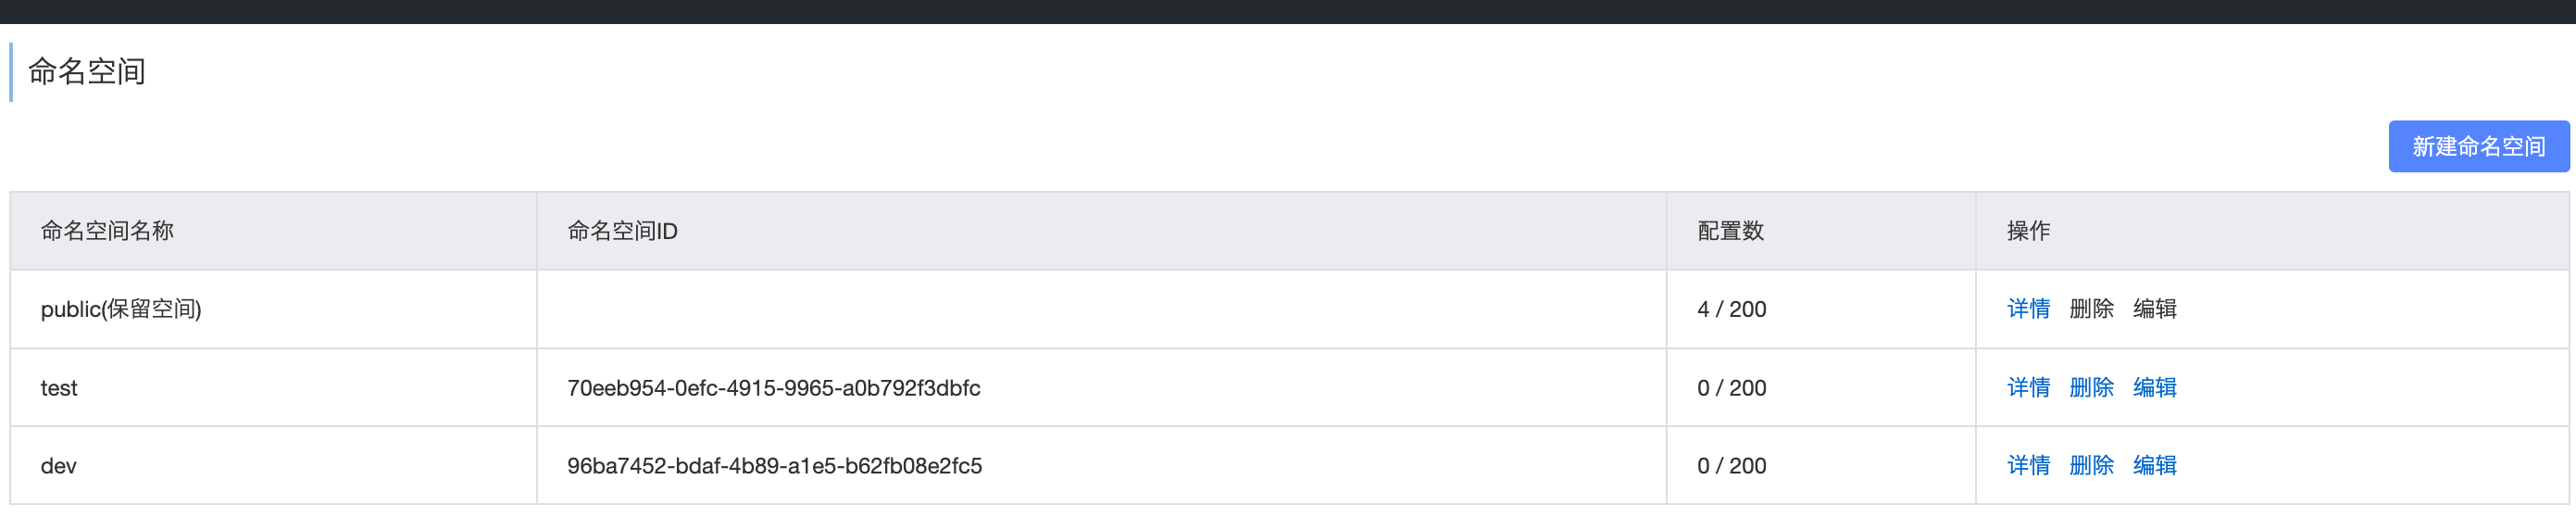 命名空间
新建命名空间
命名空间名称 命名空间ID 配置数 操作
public(保留空间) 4 / 200 详情 删除 编辑
test 70eeb954-0efc-4915-9965-a0b792f3dbfc 0 / 200 详情 删除 编辑
dev 96ba7452-bdaf-4b89-a1e5-b62fb08e2fc5 0 / 200 详情 删除 编辑